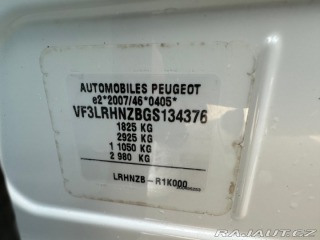 AUTOMOBILES PEUGEOT
e2*2007/46*0405*
VF3LRHNZBGS134376
1825 KG
2925 KG
1 1050 KG
2 980 KG
LRHNZB-R1K000
RAJAUT.CZ